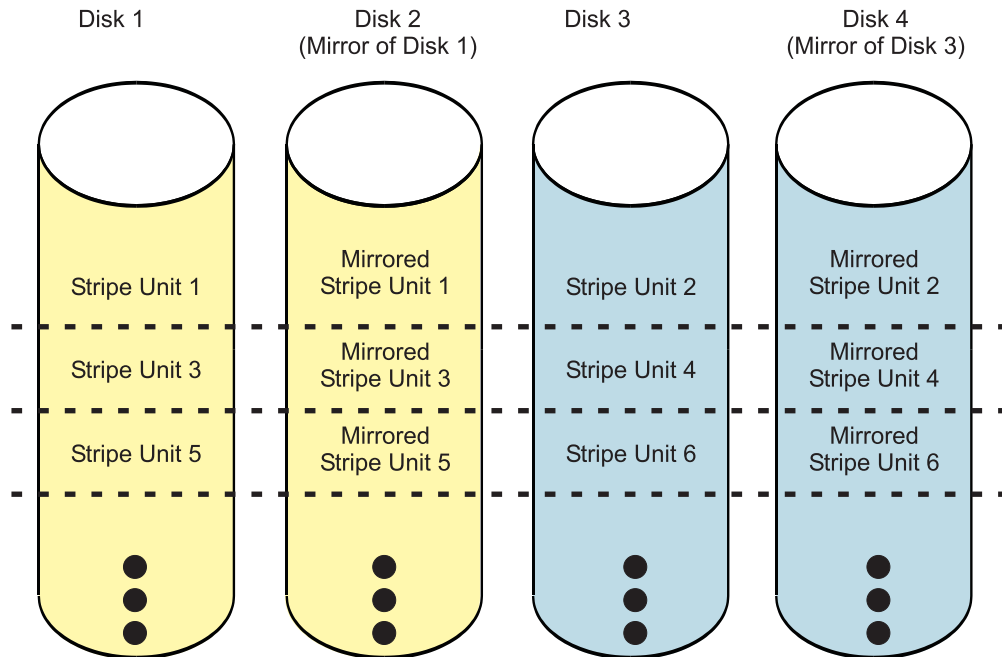 Disk 1
Disk 2
(Mirror of Disk 1)
Disk 3
Disk 4
(Mirror of Disk 3)
Stripe Unit 1
Mirrored
Stripe Unit 1
Stripe Unit 2
Mirrored
Stripe Unit 2
Stripe Unit 3
Mirrored
Stripe Unit 3
Stripe Unit 4
Mirrored
Stripe Unit 4
Stripe Unit 5
Mirrored
Stripe Unit 5
Stripe Unit 6
Mirrored
Stripe Unit 6